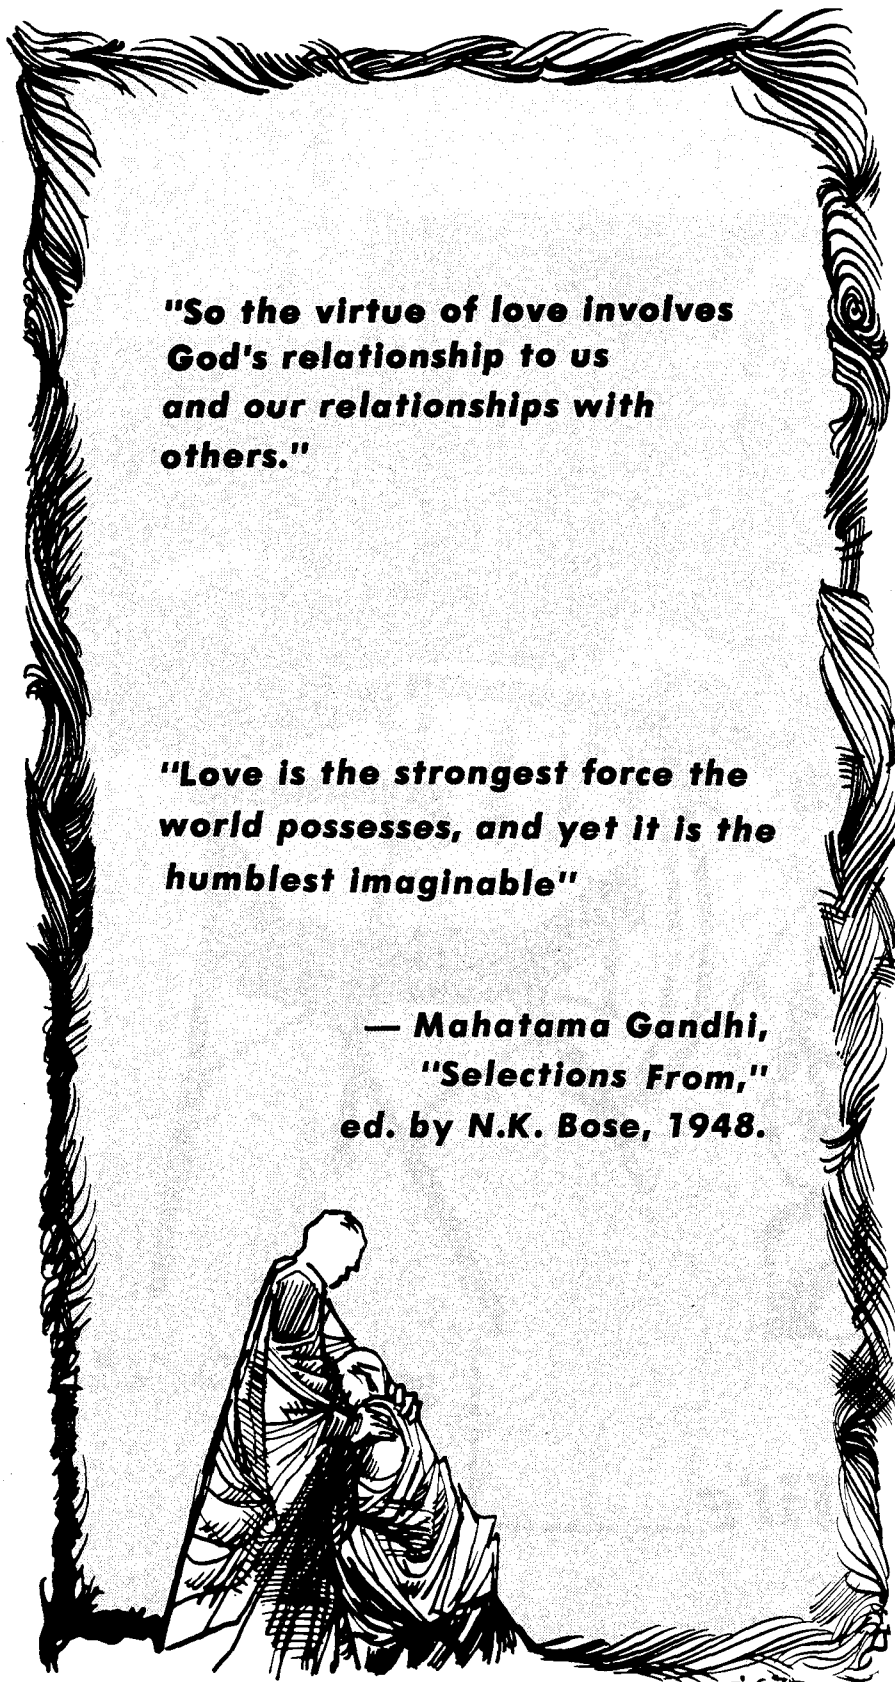 "So the virtue of love involves
God's relationship to us
and our relationships with
others."
"Love is the strongest force the
world possesses, and yet it is the
humblest imaginable"
— Mahatama Gandhi,
"Selections From,"
ed. by N.K. Bose, 1948.